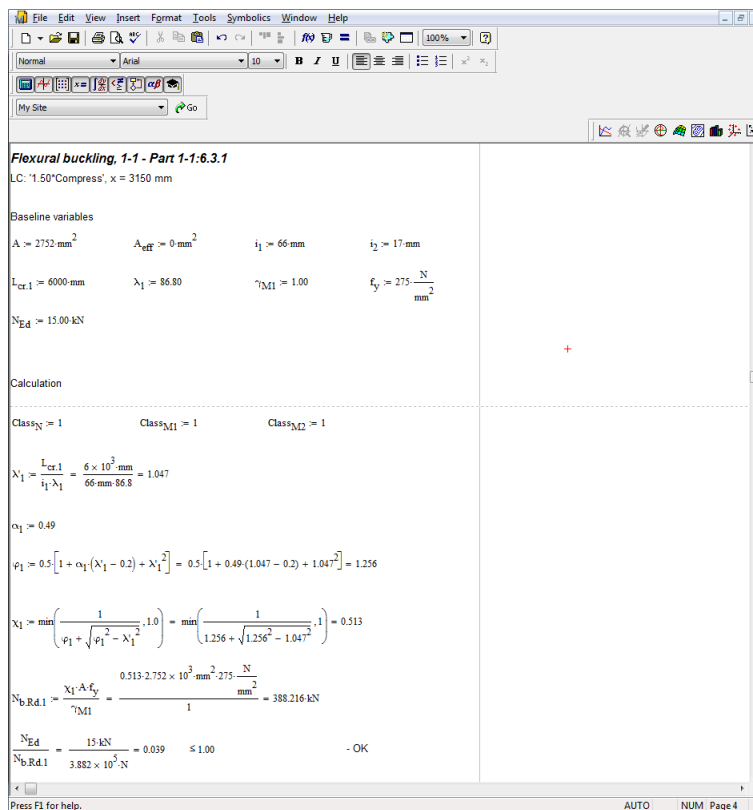 File Edit View Insert Format Tools Symbolics Window Help
100%
Normal Arial 10 B I U
My Site Go
Flexural buckling, 1-1 - Part 1-1:6.3.1
LC: '1.50*Compress', x = 3150 mm
Baseline variables
A := 2752·mm² A_eff := 0·mm² i₁ := 66·mm i₂ := 17·mm
L_cr.1 := 6000·mm λ₁ := 86.80 γ_M1 := 1.00 f_y := 275·N/mm²
N_Ed := 15.00·kN
Calculation
Class_N := 1 Class_M1 := 1 Class_M2 := 1
λ'₁ := L_cr.1/(i₁·λ₁) = (6 × 10³·mm)/(66·mm·86.8) = 1.047
α₁ := 0.49
φ₁ := 0.5·[1 + α₁·(λ'₁ − 0.2) + λ'₁²] = 0.5·[1 + 0.49·(1.047 − 0.2) + 1.047²] = 1.256
χ₁ := min(1/(φ₁ + √(φ₁² − λ'₁²)), 1.0) = min(1/(1.256 + √(1.256² − 1.047²)), 1) = 0.513
N_b.Rd.1 := (χ₁·A·f_y)/γ_M1 = (0.513·2.752 × 10³·mm²·275·N/mm²)/1 = 388.216·kN
N_Ed/N_b.Rd.1 = (15·kN)/(3.882 × 10⁵·N) = 0.039 ≤ 1.00 - OK
Press F1 for help. AUTO NUM Page 4